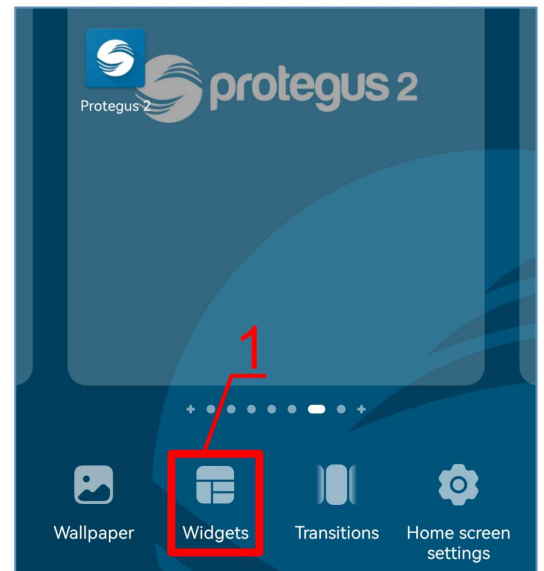 protegus 2
Protegus 2
1
Wallpaper
Widgets
Transitions
Home screen
settings